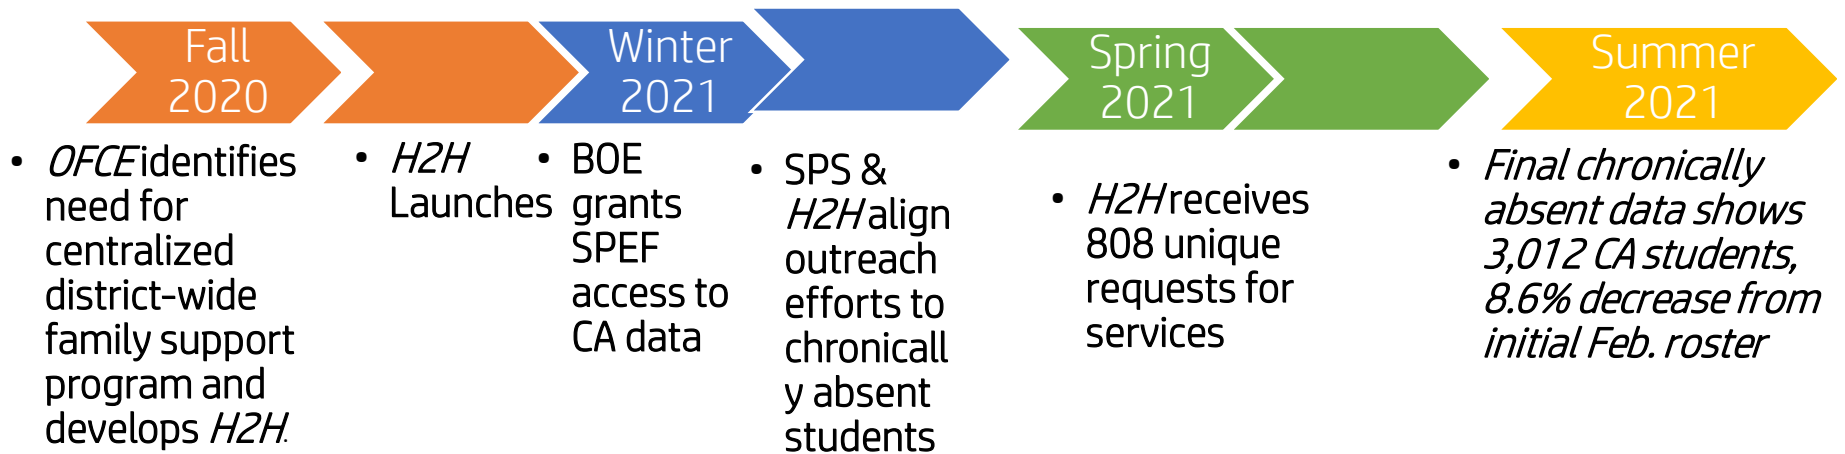 Fall
2020
Winter
2021
Spring
2021
Summer
2021
• OFCE identifies
need for
centralized
district-wide
family support
program and
develops H2H.
• H2H
Launches
• BOE
grants
SPEF
access to
CA data
• SPS &
H2H align
outreach
efforts to
chronicall
y absent
students
• H2H receives
808 unique
requests for
services
• Final chronically
absent data shows
3,012 CA students,
8.6% decrease from
initial Feb. roster